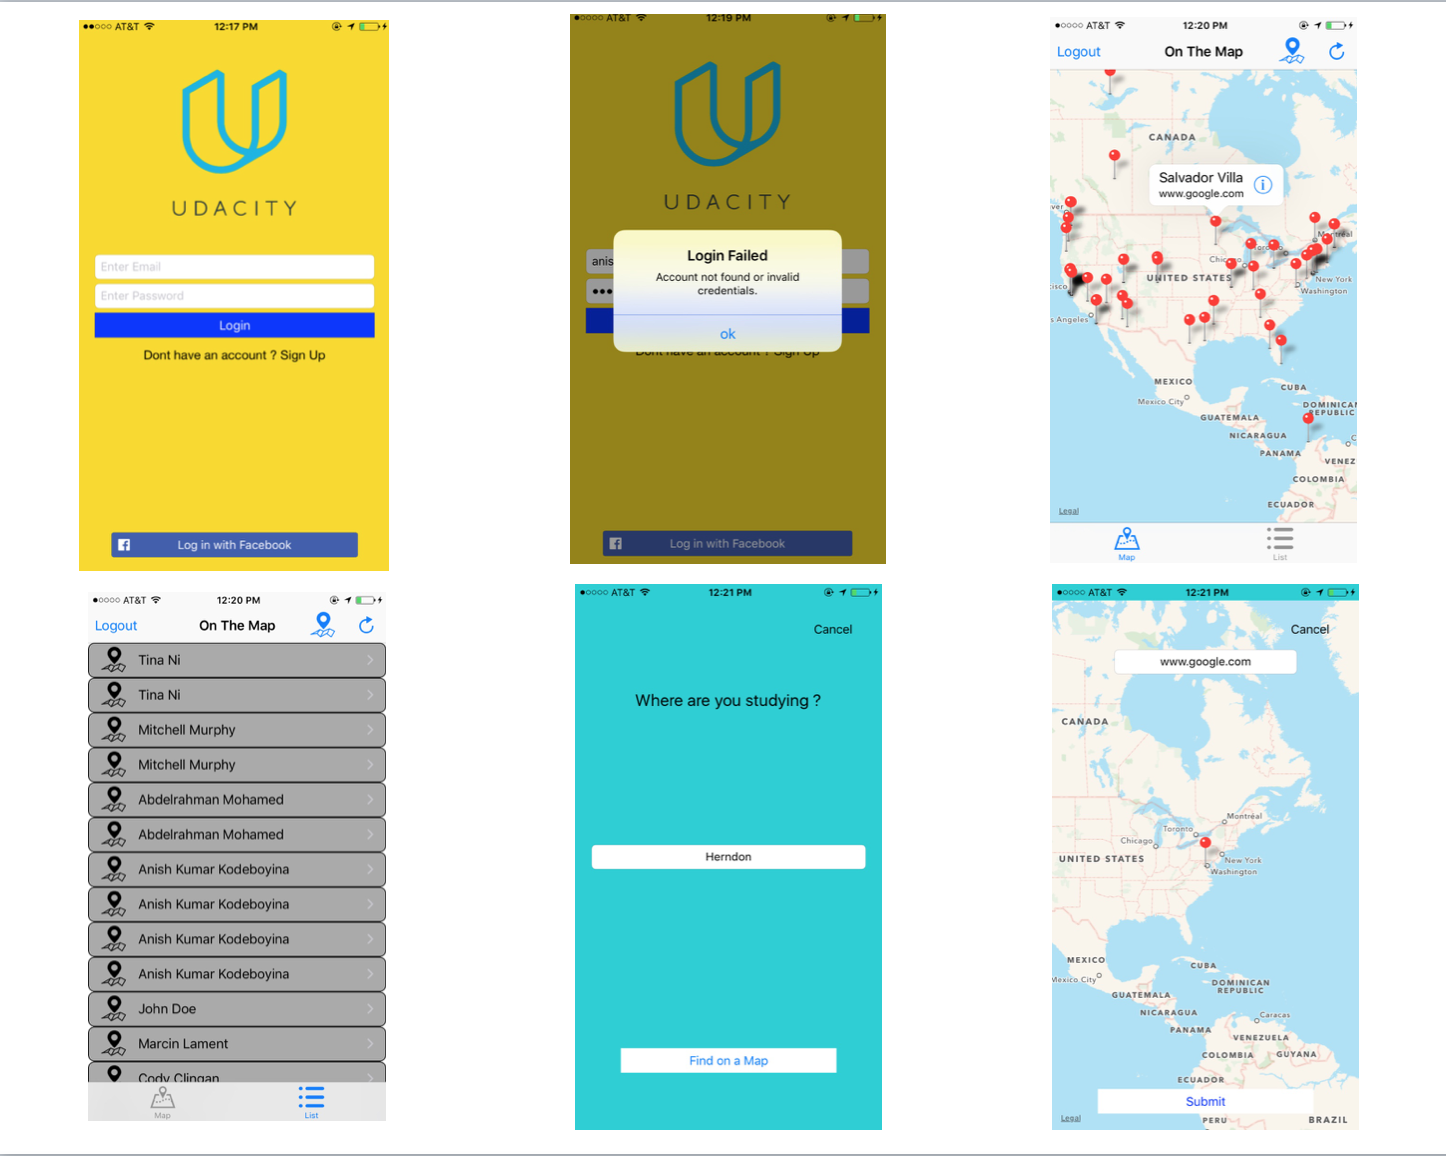 AT&T 12:17 PM
UDACITY
Enter Email
Enter Password
Login
Dont have an account ? Sign Up
Log in with Facebook
AT&T 12:19 PM
UDACITY
anis
Login Failed
Account not found or invalid
credentials.
ok
Dont have an account ? Sign Up
Log in with Facebook
AT&T 12:20 PM
Logout On The Map
CANADA
Salvador Villa
www.google.com
Montréal
UNITED STATES
New York
Washington
s Angeles
MEXICO
Mexico City
CUBA
DOMINICAN
REPUBLIC
GUATEMALA
NICARAGUA
PANAMA
VENEZ
COLOMBIA
ECUADOR
Legal
Map List
AT&T 12:20 PM
Logout On The Map
Tina Ni
Tina Ni
Mitchell Murphy
Mitchell Murphy
Abdelrahman Mohamed
Abdelrahman Mohamed
Anish Kumar Kodeboyina
Anish Kumar Kodeboyina
Anish Kumar Kodeboyina
Anish Kumar Kodeboyina
John Doe
Marcin Lament
Cody Clingan
Map List
AT&T 12:21 PM
Cancel
Where are you studying ?
Herndon
Find on a Map
AT&T 12:21 PM
Cancel
www.google.com
CANADA
Montréal
Toronto
Chicago
UNITED STATES
New York
Washington
MEXICO
Mexico City
CUBA
DOMINICAN
REPUBLIC
GUATEMALA
NICARAGUA
Caracas
PANAMA
VENEZUELA
COLOMBIA GUYANA
ECUADOR
Submit
Legal
PERU
BRAZIL